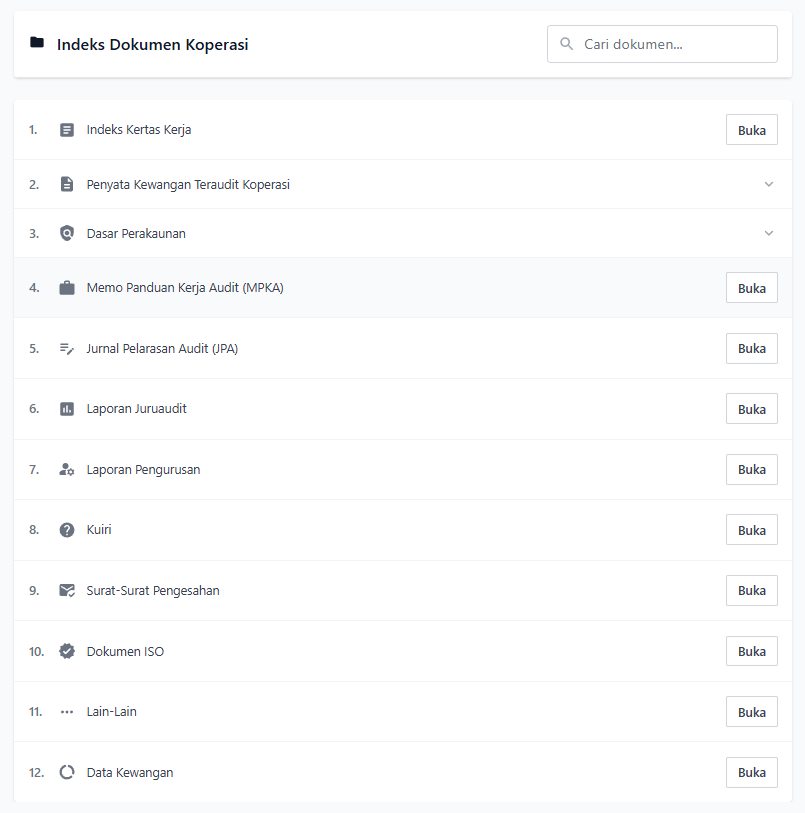 Indeks Dokumen Koperasi
Cari dokumen...
1. Indeks Kertas Kerja Buka
2. Penyata Kewangan Teraudit Koperasi
3. Dasar Perakaunan
4. Memo Panduan Kerja Audit (MPKA) Buka
5. Jurnal Pelarasan Audit (JPA) Buka
6. Laporan Juruaudit Buka
7. Laporan Pengurusan Buka
8. Kuiri Buka
9. Surat-Surat Pengesahan Buka
10. Dokumen ISO Buka
11. Lain-Lain Buka
12. Data Kewangan Buka